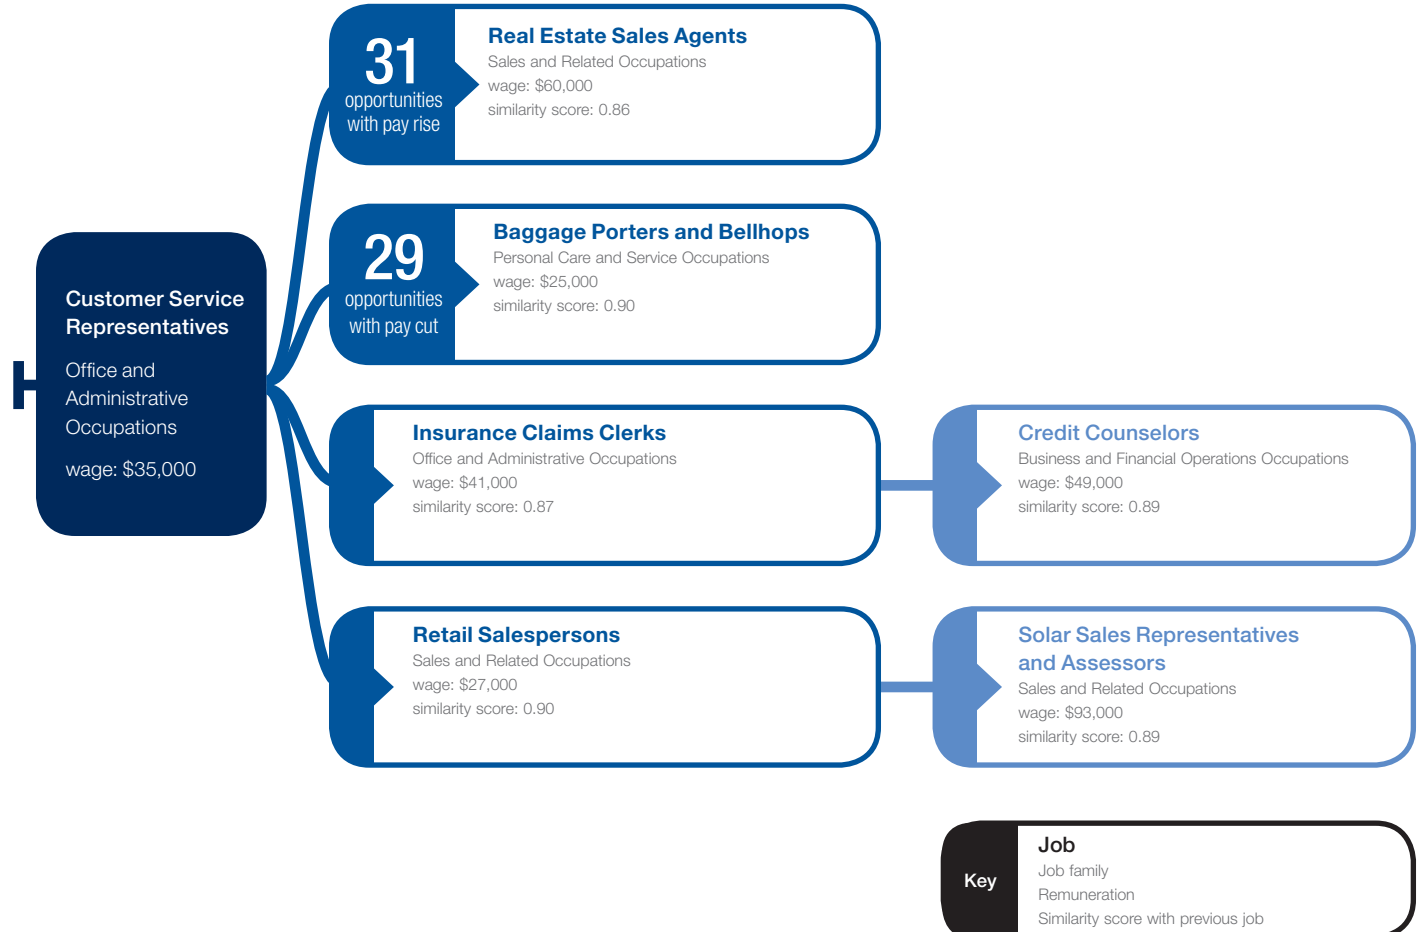 31
opportunities
with pay rise
Real Estate Sales Agents
Sales and Related Occupations
wage: $60,000
similarity score: 0.86
29
opportunities
with pay cut
Baggage Porters and Bellhops
Personal Care and Service Occupations
wage: $25,000
similarity score: 0.90
Customer Service
Representatives
Office and
Administrative
Occupations
wage: $35,000
Insurance Claims Clerks
Office and Administrative Occupations
wage: $41,000
similarity score: 0.87
Credit Counselors
Business and Financial Operations Occupations
wage: $49,000
similarity score: 0.89
Retail Salespersons
Sales and Related Occupations
wage: $27,000
similarity score: 0.90
Solar Sales Representatives
and Assessors
Sales and Related Occupations
wage: $93,000
similarity score: 0.89
Key
Job
Job family
Remuneration
Similarity score with previous job